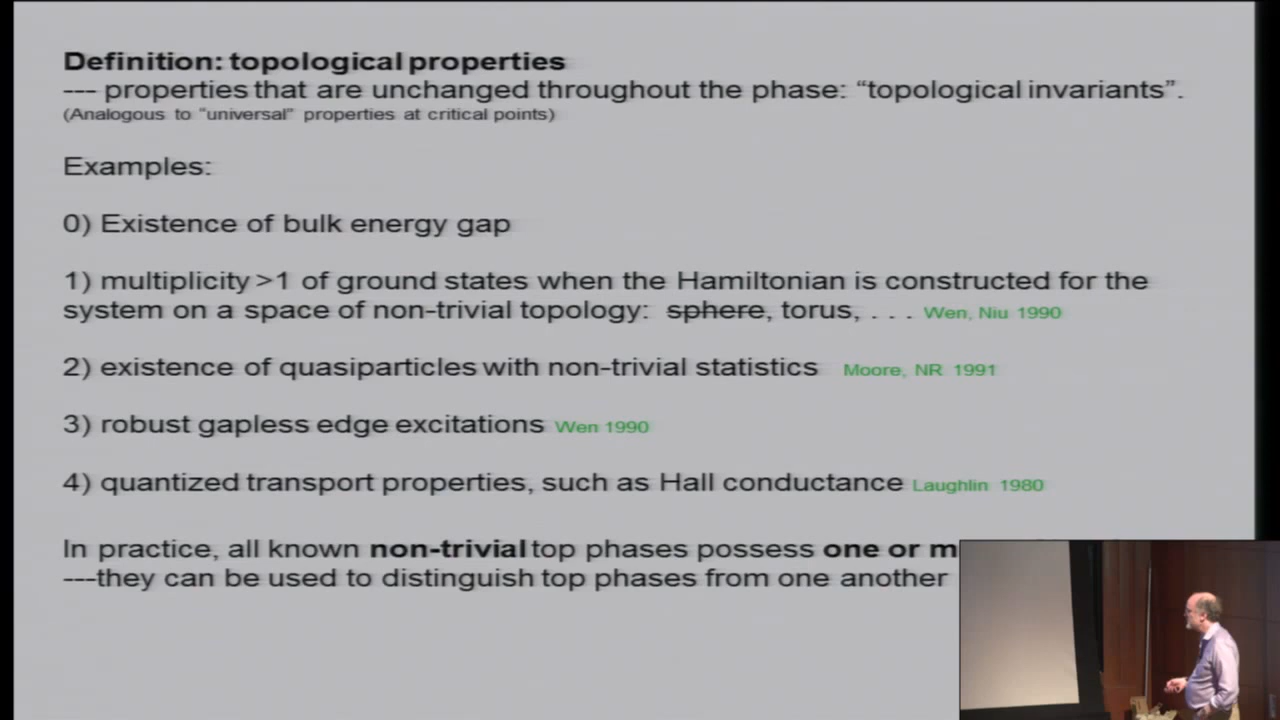 Definition: topological properties
--- properties that are unchanged throughout the phase: “topological invariants”.
(Analogous to “universal” properties at critical points)
Examples:
0) Existence of bulk energy gap
1) multiplicity >1 of ground states when the Hamiltonian is constructed for the
system on a space of non-trivial topology: sphere, torus, . . . Wen, Niu 1990
2) existence of quasiparticles with non-trivial statistics Moore, NR 1991
3) robust gapless edge excitations Wen 1990
4) quantized transport properties, such as Hall conductance Laughlin 1980
In practice, all known non-trivial top phases possess one or
---they can be used to distinguish top phases from one another